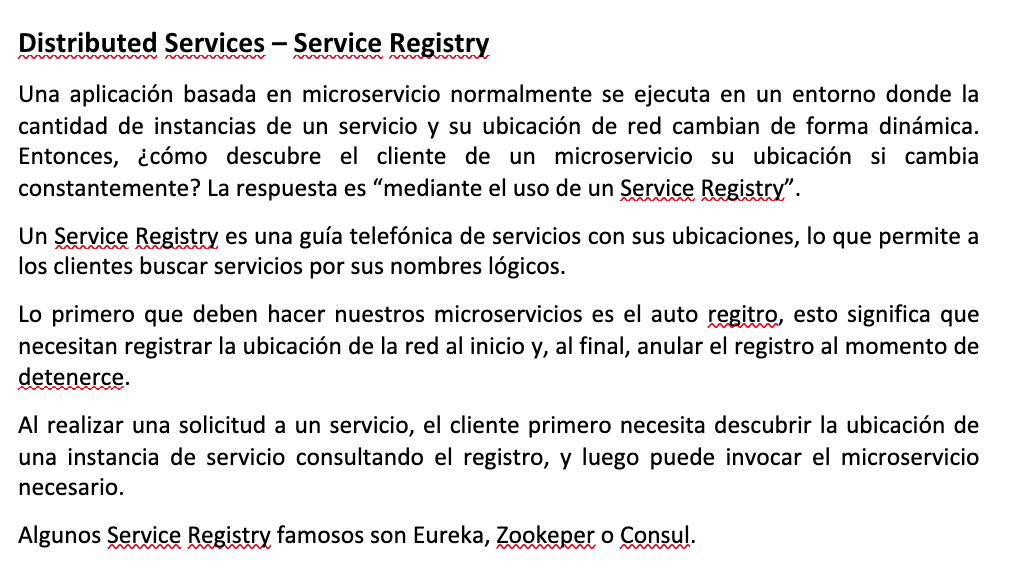 Distributed Services – Service Registry
Una aplicación basada en microservicio normalmente se ejecuta en un entorno donde la
cantidad de instancias de un servicio y su ubicación de red cambian de forma dinámica.
Entonces, ¿cómo descubre el cliente de un microservicio su ubicación si cambia
constantemente? La respuesta es “mediante el uso de un Service Registry”.
Un Service Registry es una guía telefónica de servicios con sus ubicaciones, lo que permite a
los clientes buscar servicios por sus nombres lógicos.
Lo primero que deben hacer nuestros microservicios es el auto regitro, esto significa que
necesitan registrar la ubicación de la red al inicio y, al final, anular el registro al momento de
detenerce.
Al realizar una solicitud a un servicio, el cliente primero necesita descubrir la ubicación de
una instancia de servicio consultando el registro, y luego puede invocar el microservicio
necesario.
Algunos Service Registry famosos son Eureka, Zookeper o Consul.